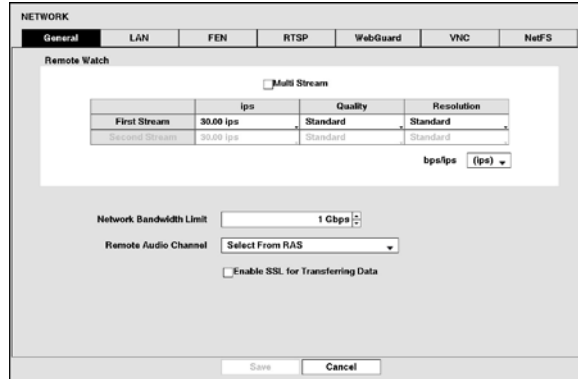 NETWORK
General LAN FEN RTSP WebGuard VNC NetFS
Remote Watch
Multi Stream
ips Quality Resolution
First Stream 30.00 ips Standard Standard
Second Stream 30.00 ips Standard Standard
bps/ips (ips)
Network Bandwidth Limit 1 Gbps
Remote Audio Channel Select From RAS
Enable SSL for Transferring Data
Save Cancel